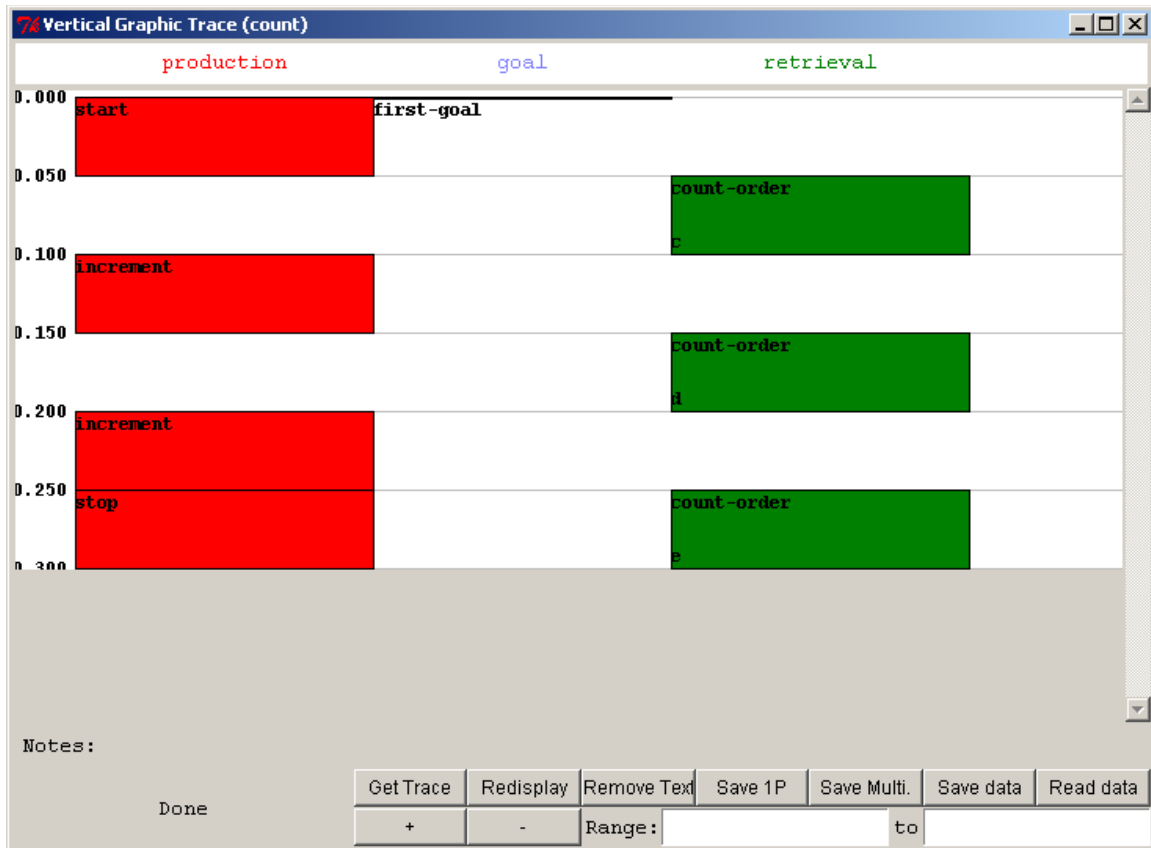 Vertical Graphic Trace (count)
production goal retrieval
0.000
start first-goal
0.050
count-order
c
0.100
increment
0.150
count-order
d
0.200
increment
0.250
stop count-order
e
0.300
Notes:
Get Trace Redisplay Remove Text Save 1P Save Multi. Save data Read data
Done
+ - Range: to